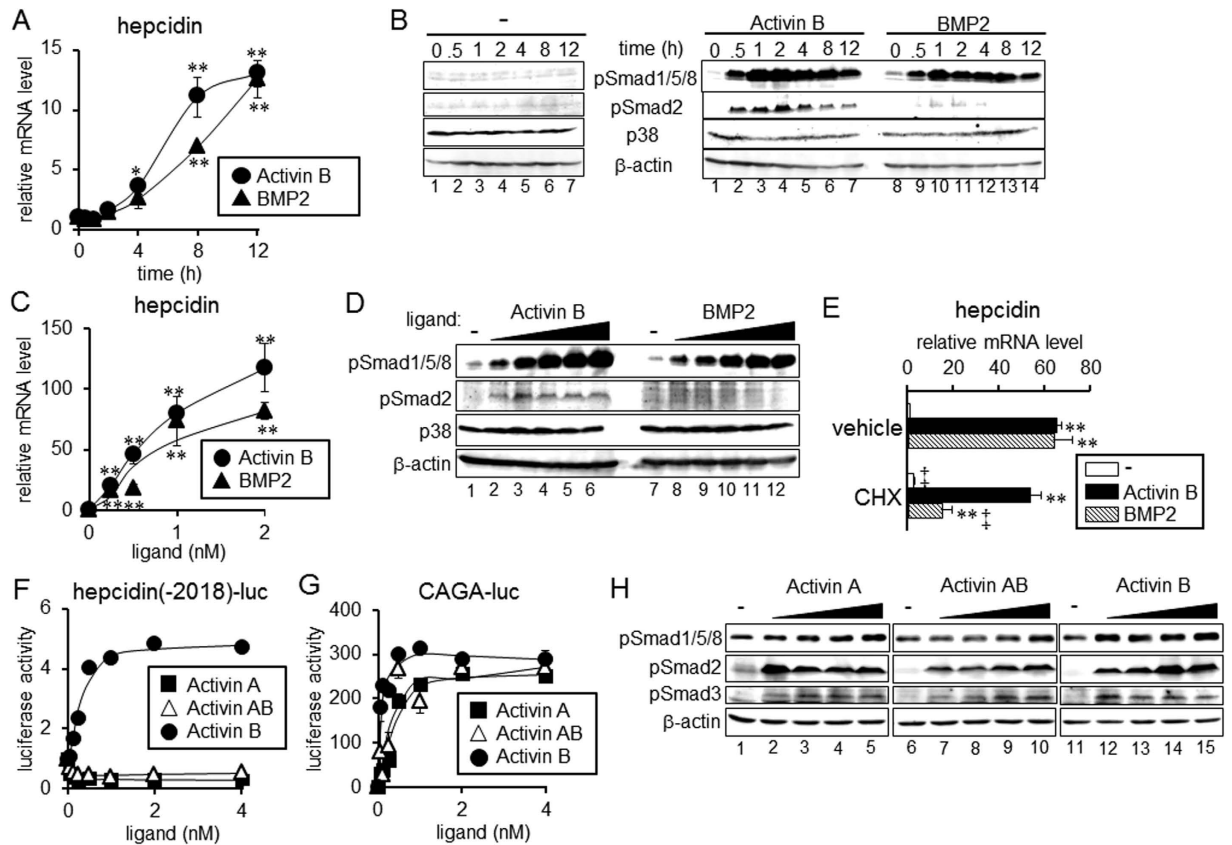 A
hepcidin
relative mRNA level
15
10
5
0
0 4 8 12
time (h)
* ** ** ** **
Activin B
BMP2
B
- Activin B BMP2
0 .5 1 2 4 8 12 time (h) 0 .5 1 2 4 8 12 0 .5 1 2 4 8 12
pSmad1/5/8
pSmad2
p38
β-actin
1 2 3 4 5 6 7 1 2 3 4 5 6 7 8 9 10 11 12 13 14
C
hepcidin
relative mRNA level
150
100
50
0
0 1 2
ligand (nM)
** ** ** ** **** ** **
Activin B
BMP2
D
ligand: - Activin B - BMP2
pSmad1/5/8
pSmad2
p38
β-actin
1 2 3 4 5 6 7 8 9 10 11 12
E
hepcidin
relative mRNA level
0 20 40 60 80
vehicle
**
**
CHX
‡
**
** ‡
-
Activin B
BMP2
F
hepcidin(-2018)-luc
luciferase activity
6
4
2
0
0 2 4
ligand (nM)
Activin A
Activin AB
Activin B
G
CAGA-luc
luciferase activity
400
300
200
100
0
0 2 4
ligand (nM)
Activin A
Activin AB
Activin B
H
- Activin A - Activin AB - Activin B
pSmad1/5/8
pSmad2
pSmad3
β-actin
1 2 3 4 5 6 7 8 9 10 11 12 13 14 15